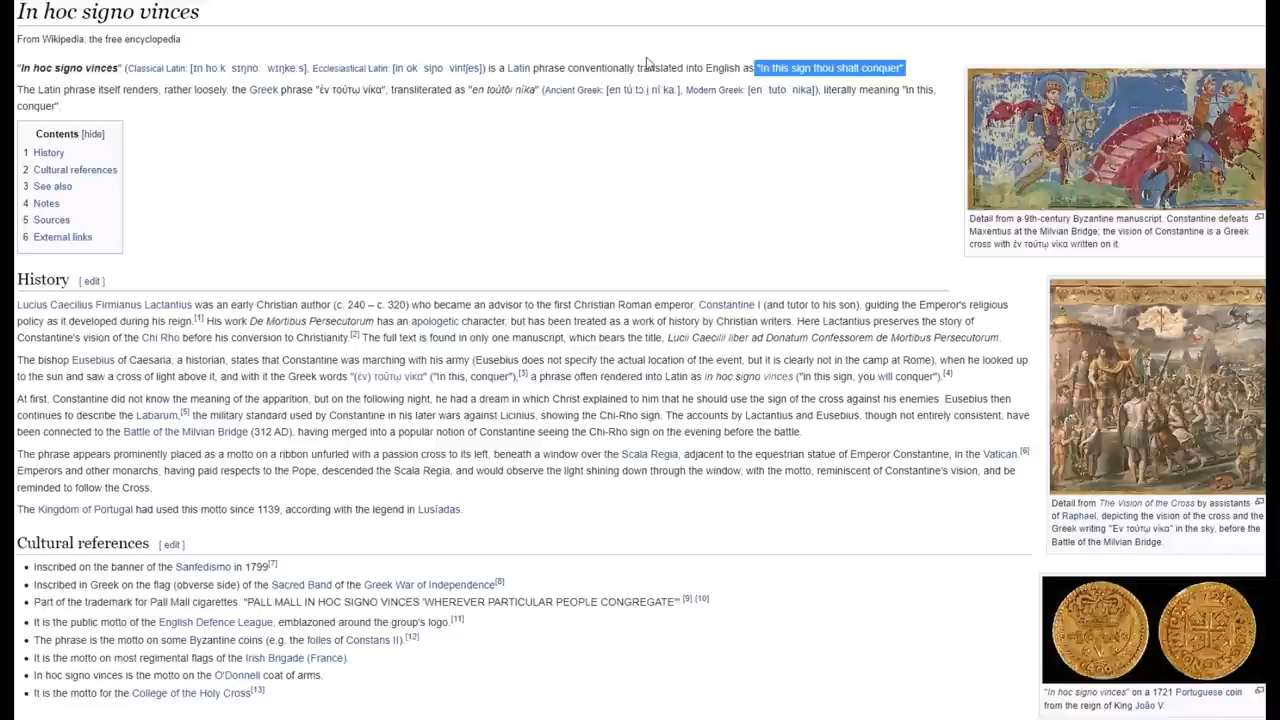 In hoc signo vinces
From Wikipedia, the free encyclopedia
"In hoc signo vinces" (Classical Latin: Ecclesiastical Latin: is a Latin phrase conventionally translated into English as "In this sign thou shalt conquer"
The Latin phrase itself renders, rather loosely, the Greek phrase "ἐν τούτῳ νίκα", transliterated as "en toútōi níka" (Ancient Greek: Modern Greek: literally meaning "in this,
conquer".
Contents [hide]
1 History
2 Cultural references
3 See also
4 Notes
5 Sources
6 External links
Detail from a 9th-century Byzantine manuscript. Constantine defeats
Maxentius at the Milvian Bridge; the vision of Constantine is a Greek
cross with ἐν τούτῳ νίκα written on it.
History [ edit ]
Lucius Caecilius Firmianus Lactantius was an early Christian author (c. 240 – c. 320) who became an advisor to the first Christian Roman emperor, Constantine I (and tutor to his son), guiding the Emperor's religious
policy as it developed during his reign.[1] His work De Mortibus Persecutorum has an apologetic character, but has been treated as a work of history by Christian writers. Here Lactantius preserves the story of
Constantine's vision of the Chi Rho before his conversion to Christianity.[2] The full text is found in only one manuscript, which bears the title, Lucii Caecilii liber ad Donatum Confessorem de Mortibus Persecutorum.
The bishop Eusebius of Caesaria, a historian, states that Constantine was marching with his army (Eusebius does not specify the actual location of the event, but it is clearly not in the camp at Rome), when he looked up
to the sun and saw a cross of light above it, and with it the Greek words "(ἐν) τούτῳ νίκα" ("In this, conquer"),[3] a phrase often rendered into Latin as in hoc signo vinces ("in this sign, you will conquer").[4]
At first, Constantine did not know the meaning of the apparition, but on the following night, he had a dream in which Christ explained to him that he should use the sign of the cross against his enemies. Eusebius then
continues to describe the Labarum,[5] the military standard used by Constantine in his later wars against Licinius, showing the Chi-Rho sign. The accounts by Lactantius and Eusebius, though not entirely consistent, have
been connected to the Battle of the Milvian Bridge (312 AD), having merged into a popular notion of Constantine seeing the Chi-Rho sign on the evening before the battle.
The phrase appears prominently placed as a motto on a ribbon unfurled with a passion cross to its left, beneath a window over the Scala Regia, adjacent to the equestrian statue of Emperor Constantine, in the Vatican.[6]
Emperors and other monarchs, having paid respects to the Pope, descended the Scala Regia, and would observe the light shining down through the window, with the motto, reminiscent of Constantine's vision, and be
reminded to follow the Cross.
The Kingdom of Portugal had used this motto since 1139, according with the legend in Lusíadas.
Detail from The Vision of the Cross by assistants
of Raphael, depicting the vision of the cross and the
Greek writing "Ἐν τούτῳ νίκα" in the sky, before the
Battle of the Milvian Bridge.
Cultural references [ edit ]
• Inscribed on the banner of the Sanfedismo in 1799[7]
• Inscribed in Greek on the flag (obverse side) of the Sacred Band of the Greek War of Independence[8]
• Part of the trademark for Pall Mall cigarettes. "PALL MALL IN HOC SIGNO VINCES 'WHEREVER PARTICULAR PEOPLE CONGREGATE'" [9] [10]
• It is the public motto of the English Defence League, emblazoned around the group's logo.[11]
• The phrase is the motto on some Byzantine coins (e.g. the folles of Constans II).[12]
• It is the motto on most regimental flags of the Irish Brigade (France).
• In hoc signo vinces is the motto on the O'Donnell coat of arms.
• It is the motto for the College of the Holy Cross[13]
"In hoc signo vinces" on a 1721 Portuguese coin
from the reign of King João V.